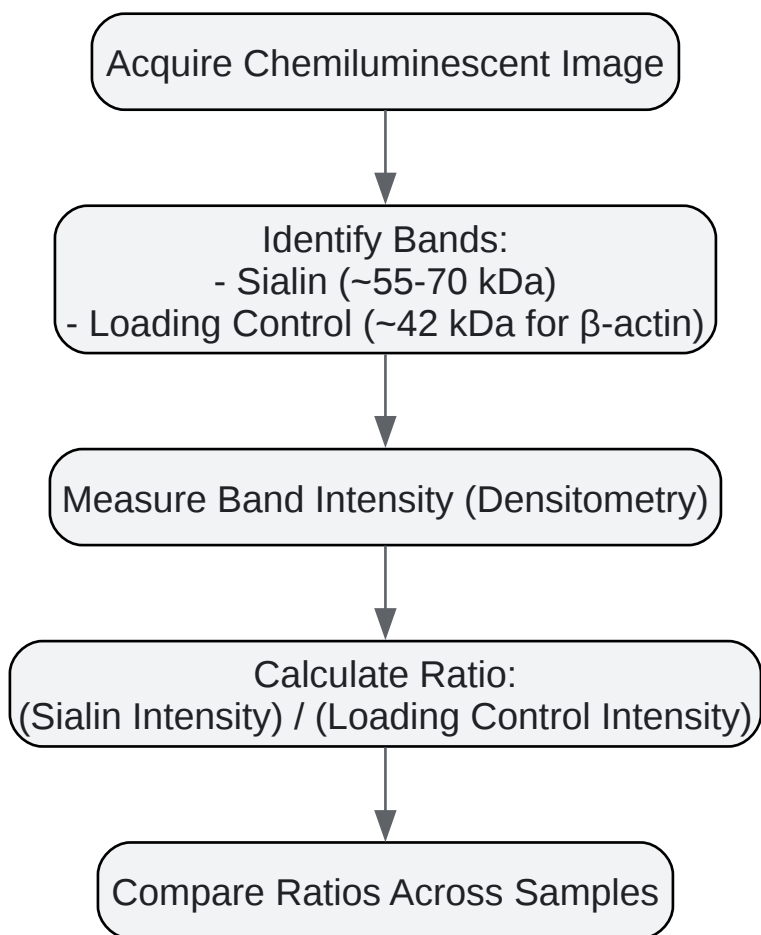 Acquire Chemiluminescent Image
Identify Bands:
- Sialin (~55-70 kDa)
- Loading Control (~42 kDa for β-actin)
Measure Band Intensity (Densitometry)
Calculate Ratio:
(Sialin Intensity) / (Loading Control Intensity)
Compare Ratios Across Samples